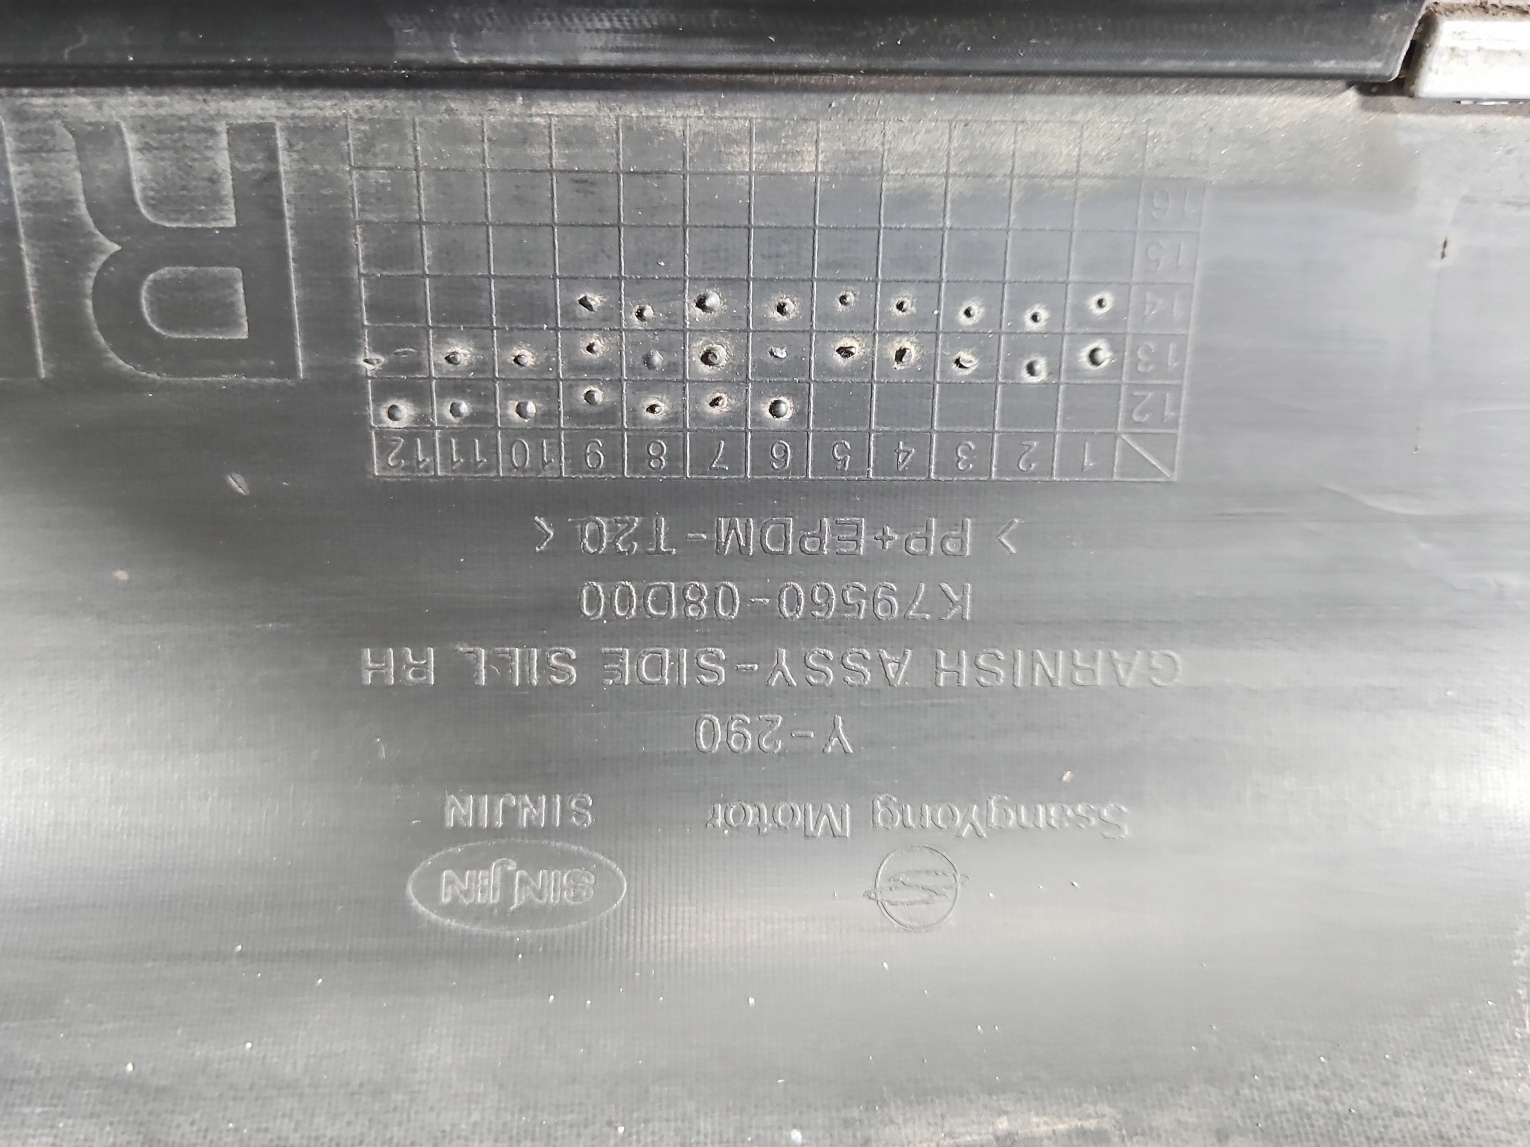 SsangYong Motor SINJIN
SINJIN
Y-290
GARNISH ASSY-SIDE SILL RH
K79560-08D00
> PP+EPDM-T20 <
1 2 3 4 5 6 7 8 9 10 11 12
12
13
14
15
16
R